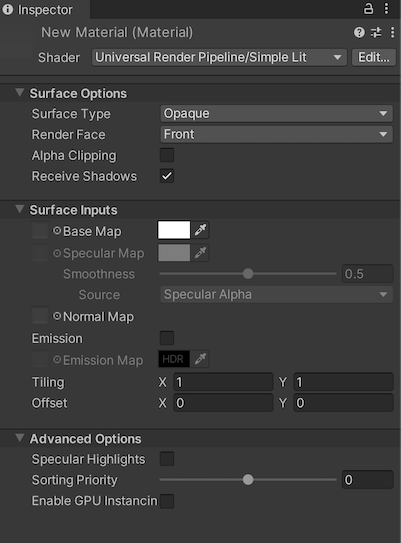 Inspector
New Material (Material)
Shader Universal Render Pipeline/Simple Lit Edit...
Surface Options
Surface Type Opaque
Render Face Front
Alpha Clipping
Receive Shadows
Surface Inputs
Base Map
Specular Map
Smoothness 0.5
Source Specular Alpha
Normal Map
Emission
Emission Map HDR
Tiling X 1 Y 1
Offset X 0 Y 0
Advanced Options
Specular Highlights
Sorting Priority 0
Enable GPU Instancin